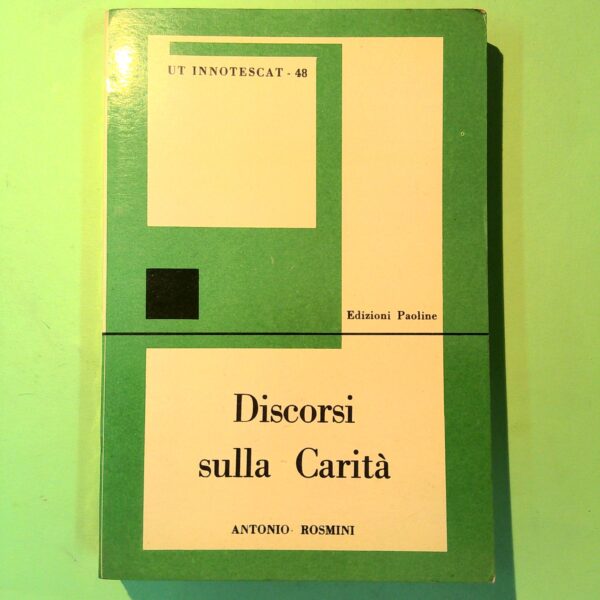 UT INNOTESCAT - 48
Edizioni Paoline
Discorsi
sulla Carità
ANTONIO ROSMINI